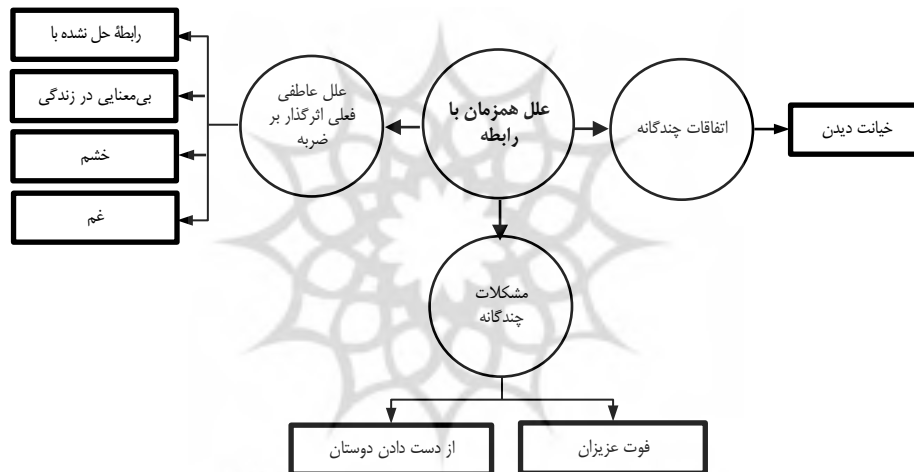 رابطهٔ حل نشده با
بی‌معنایی در زندگی
خشم
غم
علل عاطفی
فعلی اثرگذار بر
ضربه
علل همزمان با
رابطه
اتفاقات چندگانه
خیانت دیدن
مشکلات
چندگانه
فوت عزیزان
از دست دادن دوستان